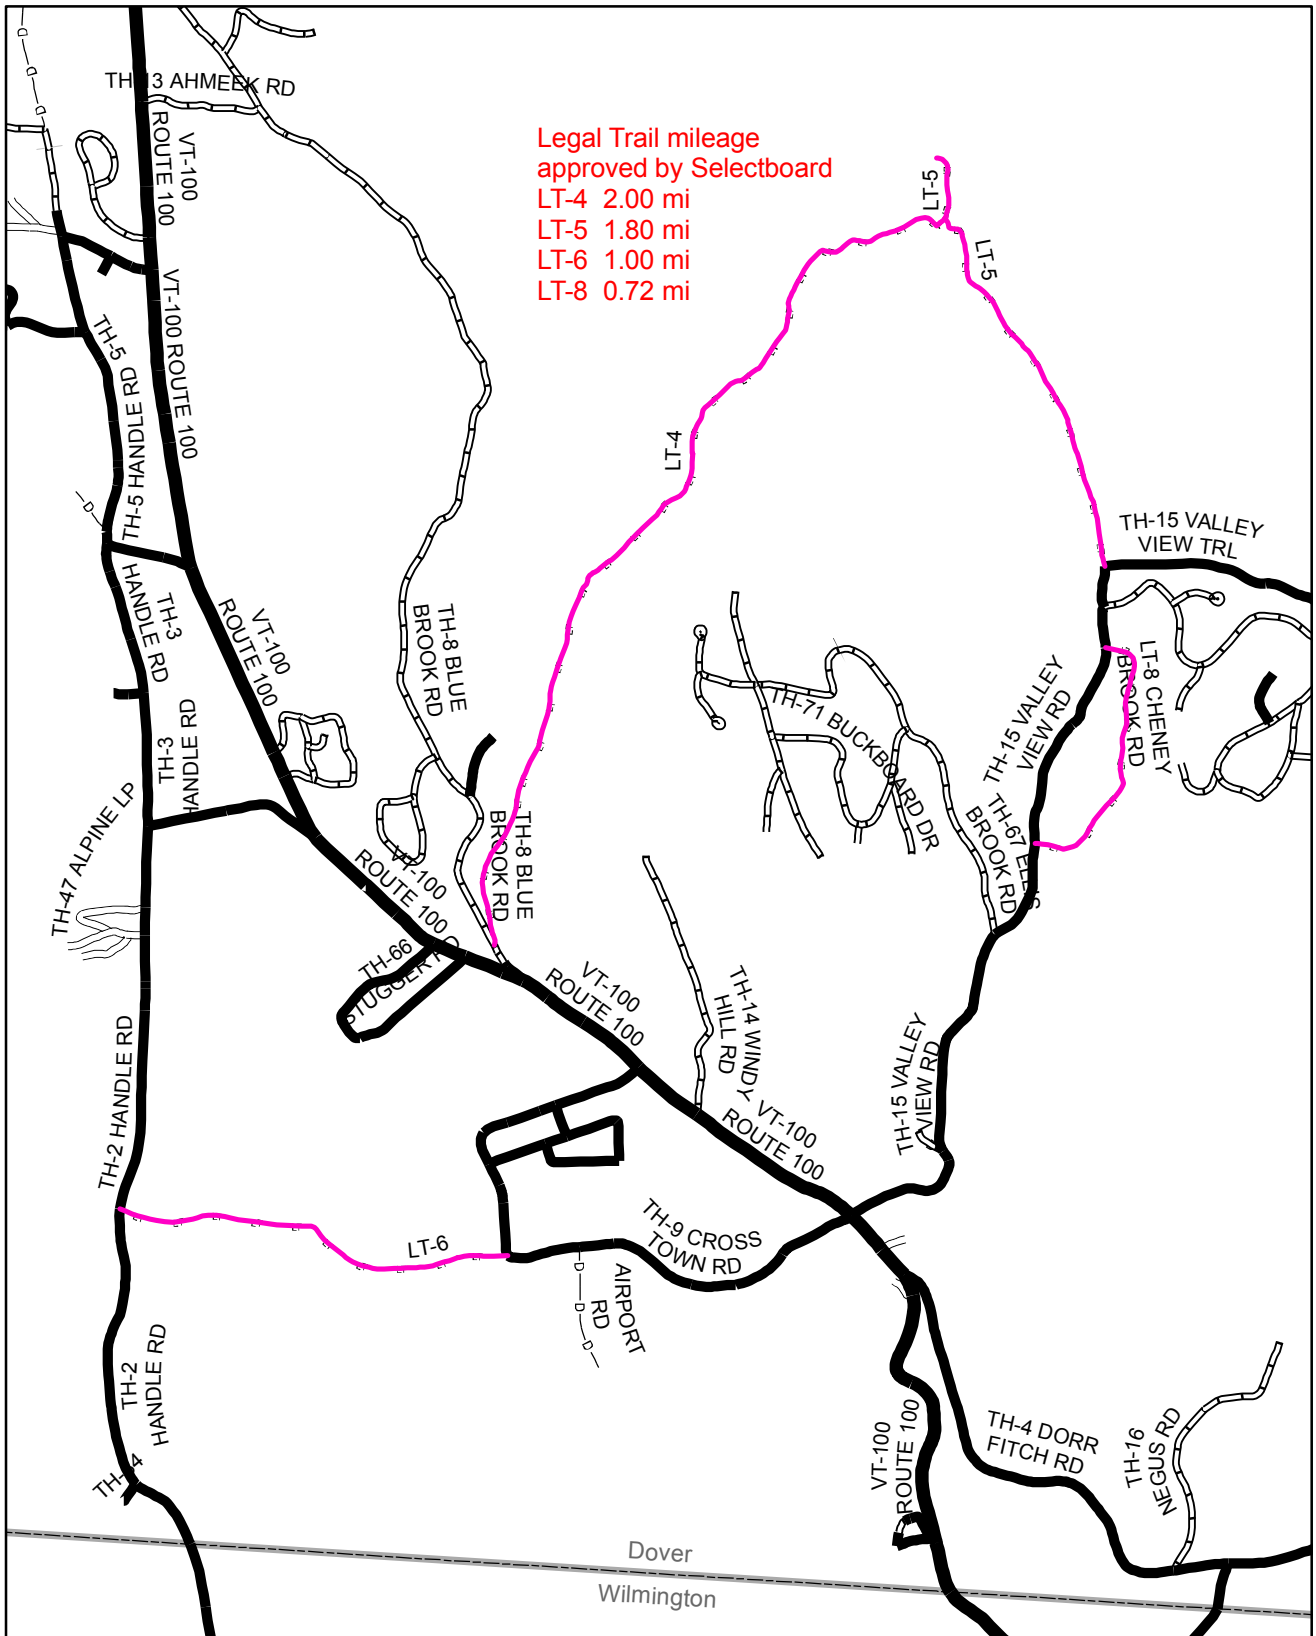 TH-13 AHMEEK RD
VT-100
ROUTE 100
Legal Trail mileage
approved by Selectboard
LT-4 2.00 mi
LT-5 1.80 mi
LT-6 1.00 mi
LT-8 0.72 mi
LT-5
LT-5
VT-100 ROUTE 100
TH-5
HANDLE RD
TH-5 HANDLE RD
LT-4
TH-15 VALLEY
VIEW TRL
TH-3
HANDLE RD
VT-100
ROUTE 100
TH-8 BLUE
BROOK RD
TH-3
HANDLE RD
TH-71 BUCKBOARD DR
TH-15 VALLEY
VIEW RD
LT-8 CHENEY
BROOK RD
TH-47 ALPINE LP
TH-8 BLUE
BROOK RD
TH-67 ELLIS
BROOK RD
VT-100
ROUTE 100
TH-66
STUGGER RD
VT-100
ROUTE 100
TH-14 WINDY
HILL RD
TH-15 VALLEY
VIEW RD
TH-2 HANDLE RD
VT-100
ROUTE 100
LT-6
TH-9 CROSS
TOWN RD
AIRPORT
RD
TH-2
HANDLE RD
VT-100
ROUTE 100
TH-4 DORR
FITCH RD
TH-16
NEGUS RD
Dover
Wilmington